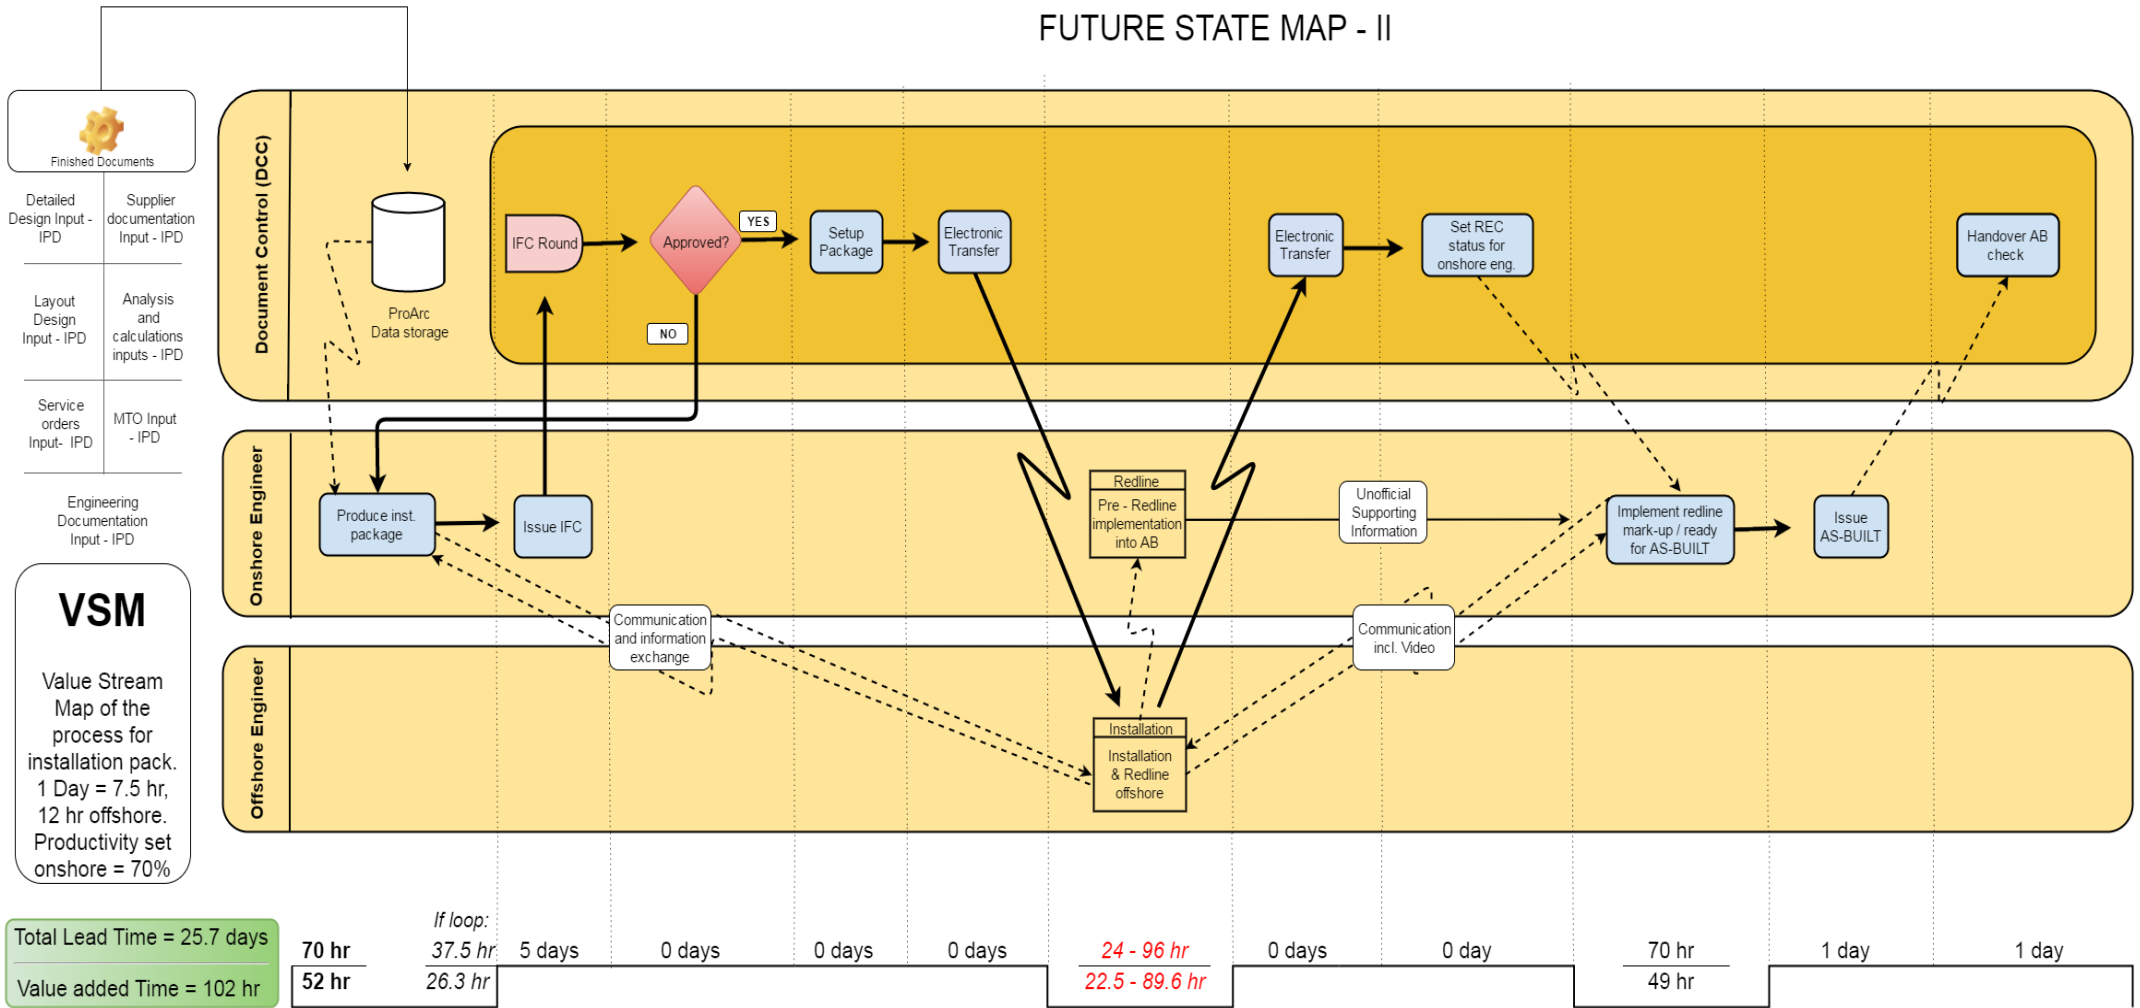 FUTURE STATE MAP - II
Finished Documents
Detailed
Design Input -
IPD
Supplier
documentation
Input - IPD
Layout
Design
Input - IPD
Analysis
and
calculations
inputs - IPD
Service
orders
Input- IPD
MTO Input
- IPD
Engineering
Documentation
Input - IPD
VSM
Value Stream
Map of the
process for
installation pack.
1 Day = 7.5 hr,
12 hr offshore.
Productivity set
onshore = 70%
Document Control (DCC)
ProArc
Data storage
IFC Round
Approved?
YES
NO
Setup
Package
Electronic
Transfer
Electronic
Transfer
Set REC
status for
onshore eng.
Handover AB
check
Onshore Engineer
Produce inst.
package
Issue IFC
Redline
Pre - Redline
implementation
into AB
Unofficial
Supporting
Information
Implement redline
mark-up / ready
for AS-BUILT
Issue
AS-BUILT
Communication
and information
exchange
Communication
incl. Video
Offshore Engineer
Installation
Installation
& Redline
offshore
Total Lead Time = 25.7 days
Value added Time = 102 hr
If loop:
70 hr
37.5 hr
5 days
0 days
0 days
0 days
24 - 96 hr
0 days
0 day
70 hr
1 day
1 day
52 hr
26.3 hr
22.5 - 89.6 hr
49 hr